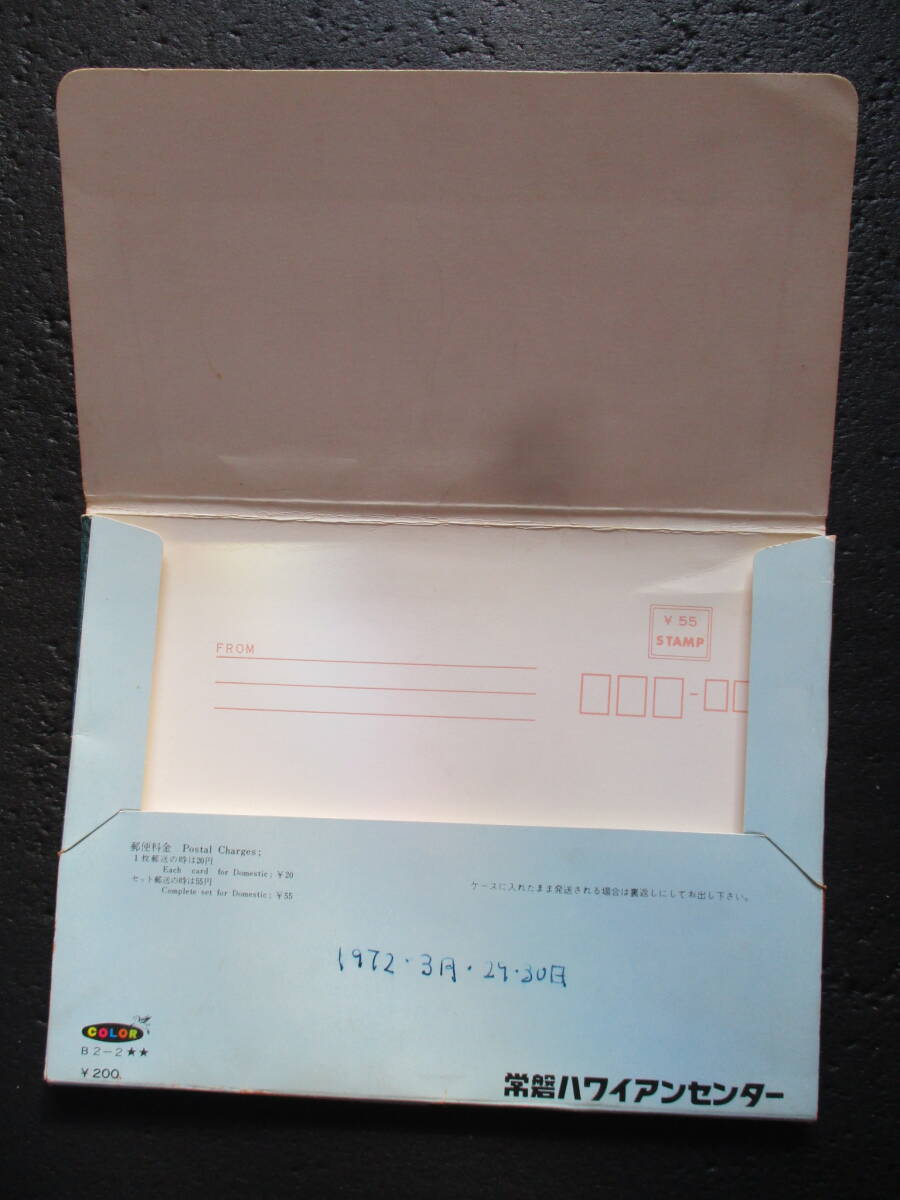 ¥ 55
STAMP
FROM
郵便料金 Postal Charges;
1枚郵送の時は20円
Each card for Domestic; ¥20
セット郵送の時は55円
Complete set for Domestic; ¥55
ケースに入れたまま発送される場合は裏返しにしてお出し下さい。
1972・3月・29・30日
COLOR
B2-2★★
¥200
常磐ハワイアンセンター